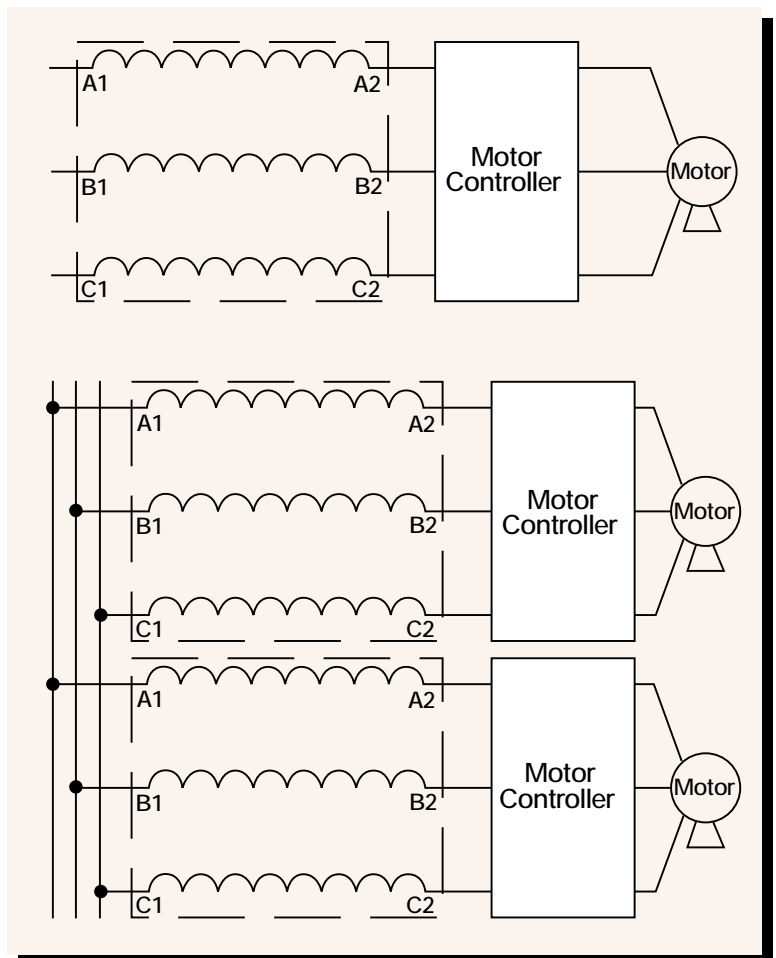 A1 A2
Motor
Controller
Motor
B1 B2
C1 C2
A1 A2
Motor
Controller
Motor
B1 B2
C1 C2
A1 A2
Motor
Controller
Motor
B1 B2
C1 C2